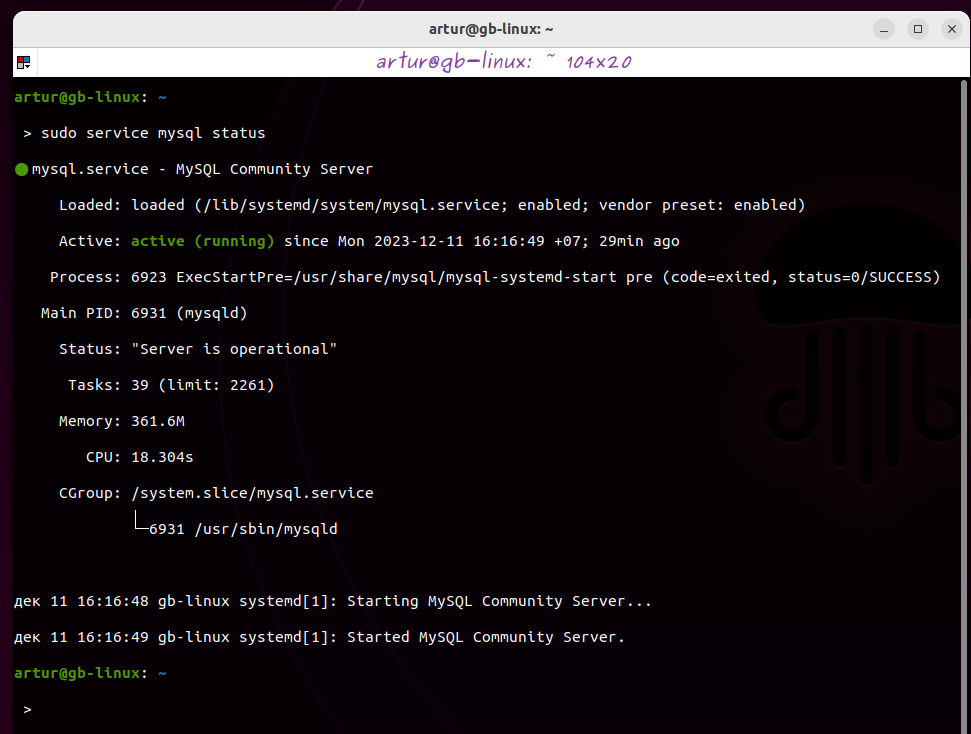 artur@gb-linux: ~
artur@gb-linux: ~ 104x20
artur@gb-linux: ~
> sudo service mysql status
mysql.service - MySQL Community Server
Loaded: loaded (/lib/systemd/system/mysql.service; enabled; vendor preset: enabled)
Active: active (running) since Mon 2023-12-11 16:16:49 +07; 29min ago
Process: 6923 ExecStartPre=/usr/share/mysql/mysql-systemd-start pre (code=exited, status=0/SUCCESS)
Main PID: 6931 (mysqld)
Status: "Server is operational"
Tasks: 39 (limit: 2261)
Memory: 361.6M
CPU: 18.304s
CGroup: /system.slice/mysql.service
└─6931 /usr/sbin/mysqld
дек 11 16:16:48 gb-linux systemd[1]: Starting MySQL Community Server...
дек 11 16:16:49 gb-linux systemd[1]: Started MySQL Community Server.
artur@gb-linux: ~
>